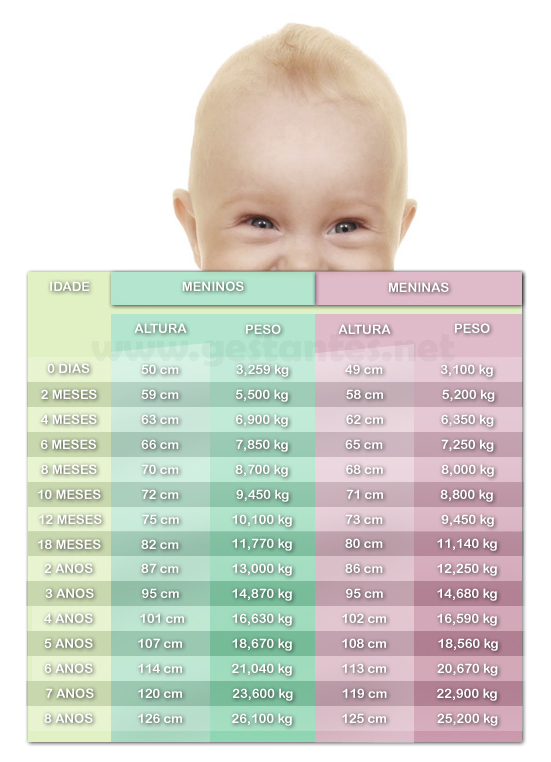 IDADE MENINOS MENINAS
ALTURA PESO ALTURA PESO
www.gestantes.net
0 DIAS 50 cm 3,259 kg 49 cm 3,100 kg
2 MESES 59 cm 5,500 kg 58 cm 5,200 kg
4 MESES 63 cm 6,900 kg 62 cm 6,350 kg
6 MESES 66 cm 7,850 kg 65 cm 7,250 kg
8 MESES 70 cm 8,700 kg 68 cm 8,000 kg
10 MESES 72 cm 9,450 kg 71 cm 8,800 kg
12 MESES 75 cm 10,100 kg 73 cm 9,450 kg
18 MESES 82 cm 11,770 kg 80 cm 11,140 kg
2 ANOS 87 cm 13,000 kg 86 cm 12,250 kg
3 ANOS 95 cm 14,870 kg 95 cm 14,680 kg
4 ANOS 101 cm 16,630 kg 102 cm 16,590 kg
5 ANOS 107 cm 18,670 kg 108 cm 18,560 kg
6 ANOS 114 cm 21,040 kg 113 cm 20,670 kg
7 ANOS 120 cm 23,600 kg 119 cm 22,900 kg
8 ANOS 126 cm 26,100 kg 125 cm 25,200 kg